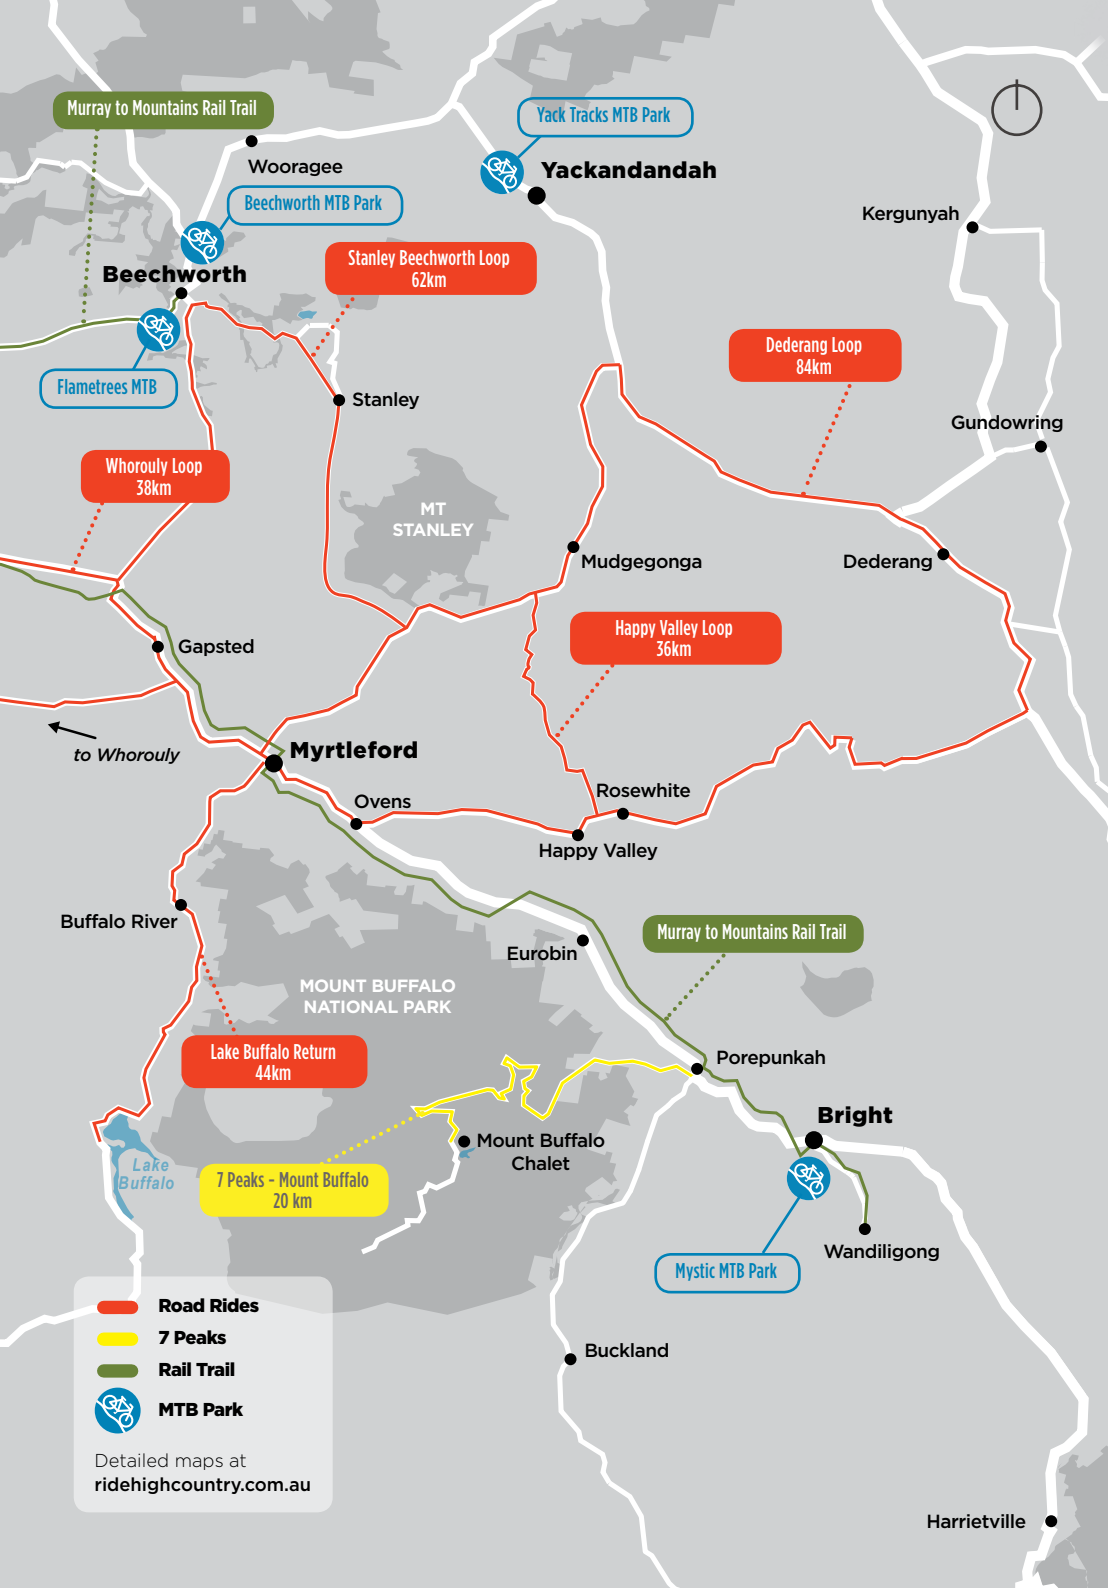 Murray to Mountains Rail Trail
Yack Tracks MTB Park
Wooragee
Yackandandah
Beechworth MTB Park
Kergunyah
Stanley Beechworth Loop
62km
Beechworth
Dederang Loop
84km
Flametrees MTB
Stanley
Gundowring
Whorouly Loop
38km
MT
STANLEY
Mudgegonga
Dederang
Happy Valley Loop
36km
Gapsted
to Whorouly
Myrtleford
Ovens
Rosewhite
Happy Valley
Buffalo River
Eurobin
Murray to Mountains Rail Trail
MOUNT BUFFALO
NATIONAL PARK
Lake Buffalo Return
44km
Porepunkah
Bright
Mount Buffalo
Chalet
Lake
Buffalo
7 Peaks - Mount Buffalo
20 km
Wandiligong
Mystic MTB Park
Road Rides
7 Peaks
Rail Trail
MTB Park
Detailed maps at
ridehighcountry.com.au
Buckland
Harrietville